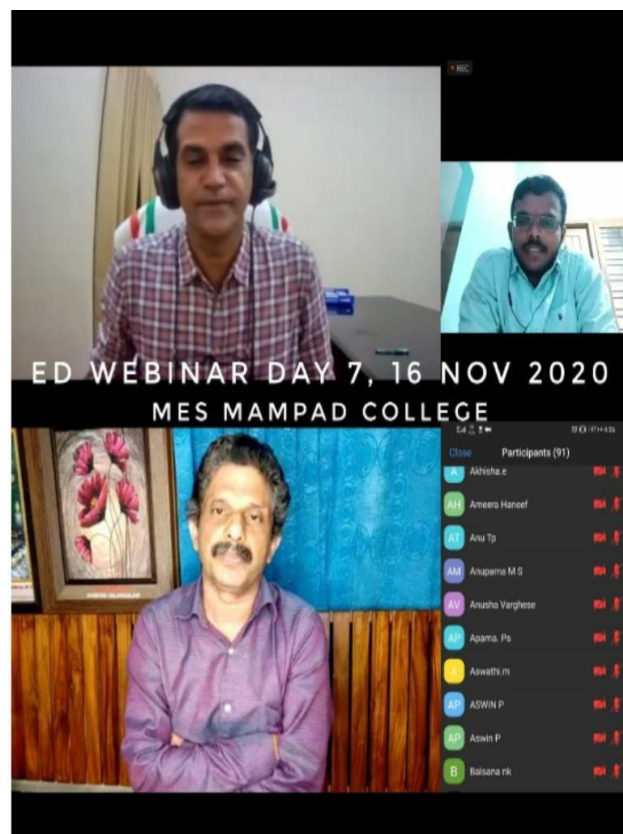 REC
ED WEBINAR DAY 7, 16 NOV 2020
MES MAMPAD COLLEGE
Close Participants (91)
A Akhisha.e
AH Ameera Haneef
AT Anu Tp
AM Anupama M S
AV Anusha Varghese
AP Aparna. Ps
A Aswathi.m
AP ASWIN P
AP Aswin P
B Balsana nk